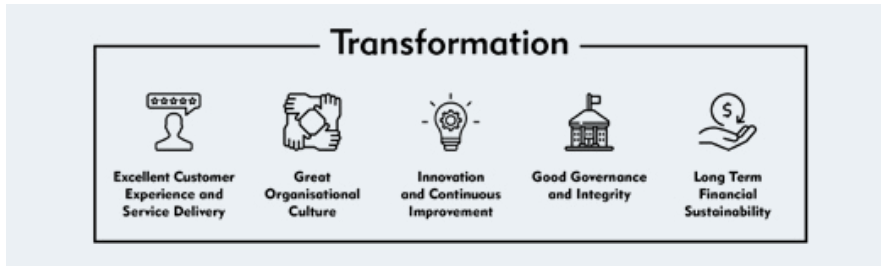 Transformation
Excellent Customer
Experience and
Service Delivery
Great
Organisational
Culture
Innovation
and Continuous
Improvement
Good Governance
and Integrity
Long Term
Financial
Sustainability
$